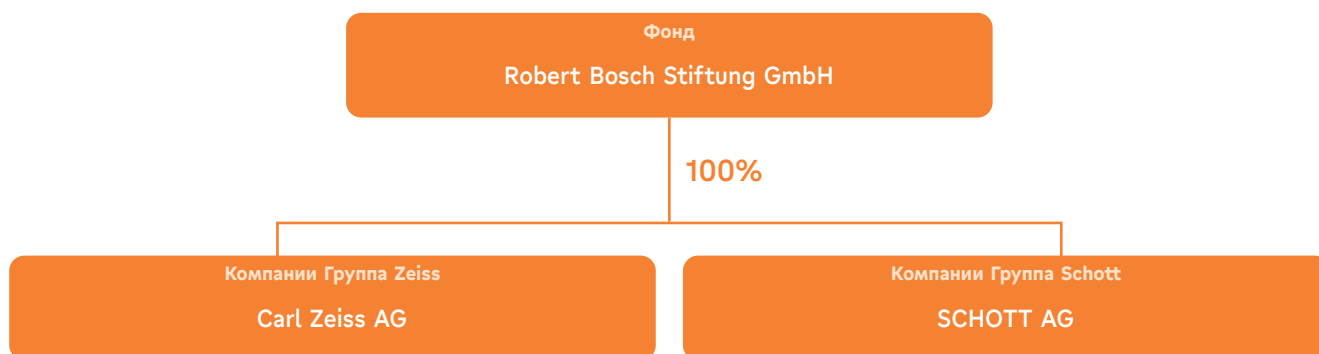 Фонд
Robert Bosch Stiftung GmbH
100%
Компании Группа Zeiss
Carl Zeiss AG
Компании Группа Schott
SCHOTT AG